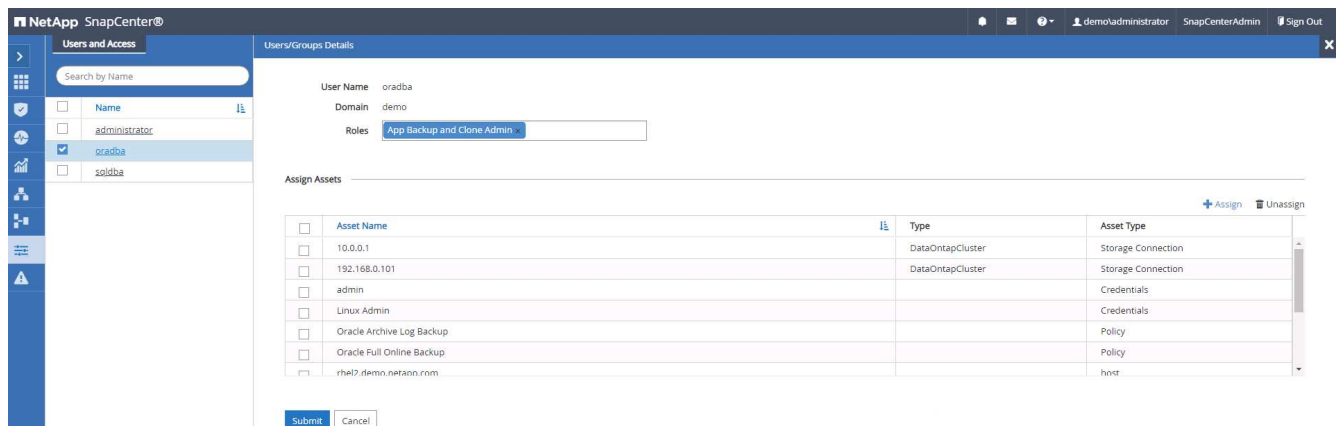 NetApp SnapCenter®
demo\administrator SnapCenterAdmin Sign Out
Users and Access
Users/Groups Details
Search by Name
Name
administrator
oradba
sqldba
User Name oradba
Domain demo
Roles App Backup and Clone Admin ×
Assign Assets
Assign Unassign
Asset Name Type Asset Type
10.0.0.1 DataOntapCluster Storage Connection
192.168.0.101 DataOntapCluster Storage Connection
admin Credentials
Linux Admin Credentials
Oracle Archive Log Backup Policy
Oracle Full Online Backup Policy
rhel2.demo.netapp.com host
Submit Cancel